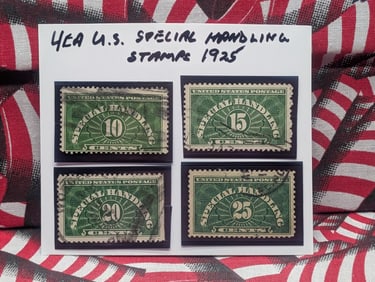 4EA U.S. SPECIAL HANDLING
STAMPS 1925
UNITED STATES POSTAGE
SPECIAL HANDLING
10
CENTS
UNITED STATES POSTAGE
SPECIAL HANDLING
15
CENTS
UNITED STATES POSTAGE
SPECIAL HANDLING
20
CENTS
UNITED STATES POSTAGE
SPECIAL HANDLING
25
CENTS